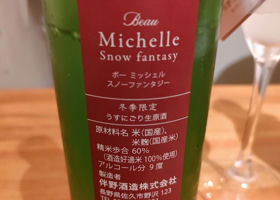 Beau
Michelle
Snow fantasy
ボー ミッシェル
スノーファンタジー
冬季限定
うすにごり生原酒
原材料名 米(国産)、
米麹(国産米)
精米歩合 60%
(酒造好適米100%使用)
アルコール分 9 度
製造者
伴野酒造株式会社
長野県佐久市野沢 123